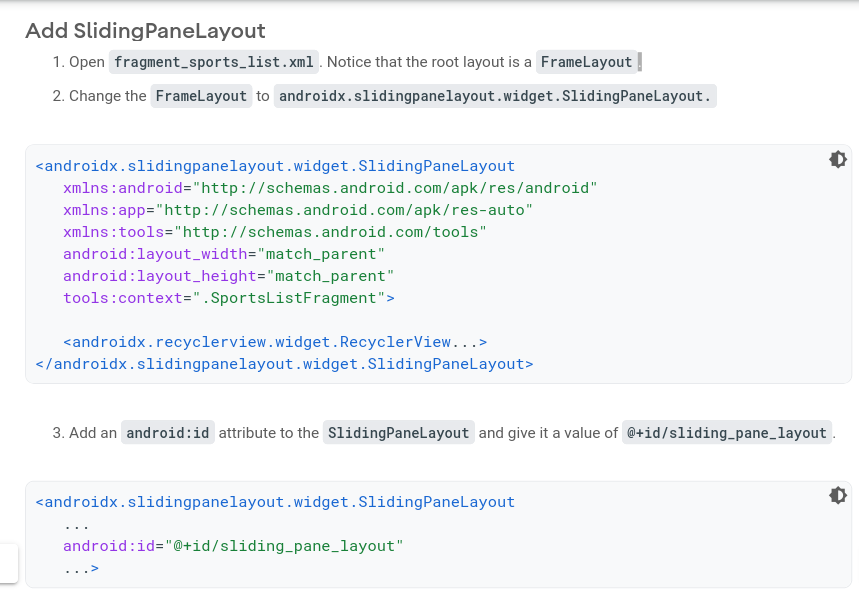 Add SlidingPaneLayout
1. Open fragment_sports_list.xml. Notice that the root layout is a FrameLayout.
2. Change the FrameLayout to androidx.slidingpanelayout.widget.SlidingPaneLayout.
<androidx.slidingpanelayout.widget.SlidingPaneLayout
   xmlns:android="http://schemas.android.com/apk/res/android"
   xmlns:app="http://schemas.android.com/apk/res-auto"
   xmlns:tools="http://schemas.android.com/tools"
   android:layout_width="match_parent"
   android:layout_height="match_parent"
   tools:context=".SportsListFragment">
   <androidx.recyclerview.widget.RecyclerView...>
</androidx.slidingpanelayout.widget.SlidingPaneLayout>
3. Add an android:id attribute to the SlidingPaneLayout and give it a value of @+id/sliding_pane_layout.
<androidx.slidingpanelayout.widget.SlidingPaneLayout
   ...
   android:id="@+id/sliding_pane_layout"
   ...>